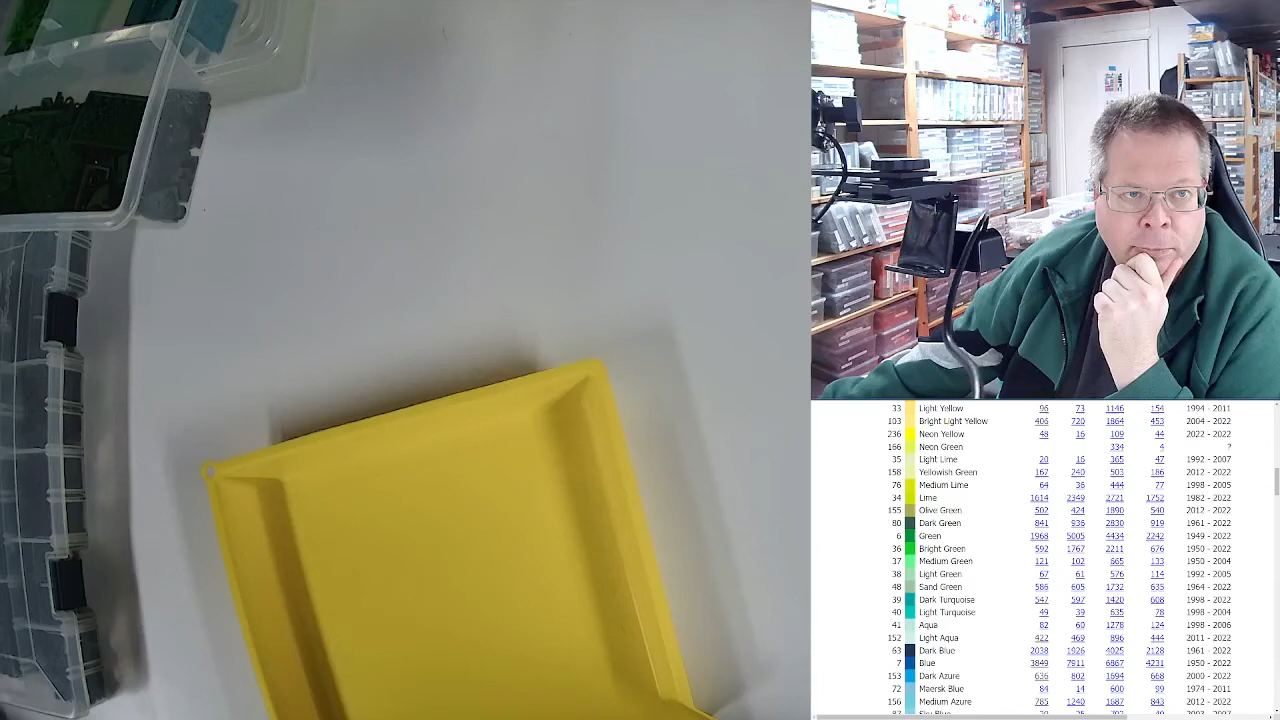 33 Light Yellow 96 73 1146 154 1994 - 2011
103 Bright Light Yellow 406 720 1864 453 2004 - 2022
236 Neon Yellow 48 16 109 44 2022 - 2022
166 Neon Green 334 4 ?
35 Light Lime 20 16 365 47 1992 - 2007
158 Yellowish Green 167 240 503 186 2012 - 2022
76 Medium Lime 64 36 444 77 1998 - 2005
34 Lime 1614 2349 2721 1752 1982 - 2022
155 Olive Green 502 424 1890 540 2012 - 2022
80 Dark Green 841 936 2830 919 1961 - 2022
6 Green 1968 5005 4434 2242 1949 - 2022
36 Bright Green 592 1767 2211 676 1950 - 2022
37 Medium Green 121 102 665 133 1950 - 2004
38 Light Green 67 61 576 114 1992 - 2005
48 Sand Green 586 605 1732 635 1964 - 2022
39 Dark Turquoise 547 597 1420 608 1998 - 2022
40 Light Turquoise 49 39 635 78 1998 - 2004
41 Aqua 82 60 1278 124 1998 - 2006
152 Light Aqua 422 469 896 444 2011 - 2022
63 Dark Blue 2038 1926 4025 2128 1961 - 2022
7 Blue 3849 7911 6867 4231 1950 - 2022
153 Dark Azure 636 802 1694 668 2000 - 2022
72 Maersk Blue 84 14 600 99 1974 - 2011
156 Medium Azure 785 1240 1687 843 2012 - 2022